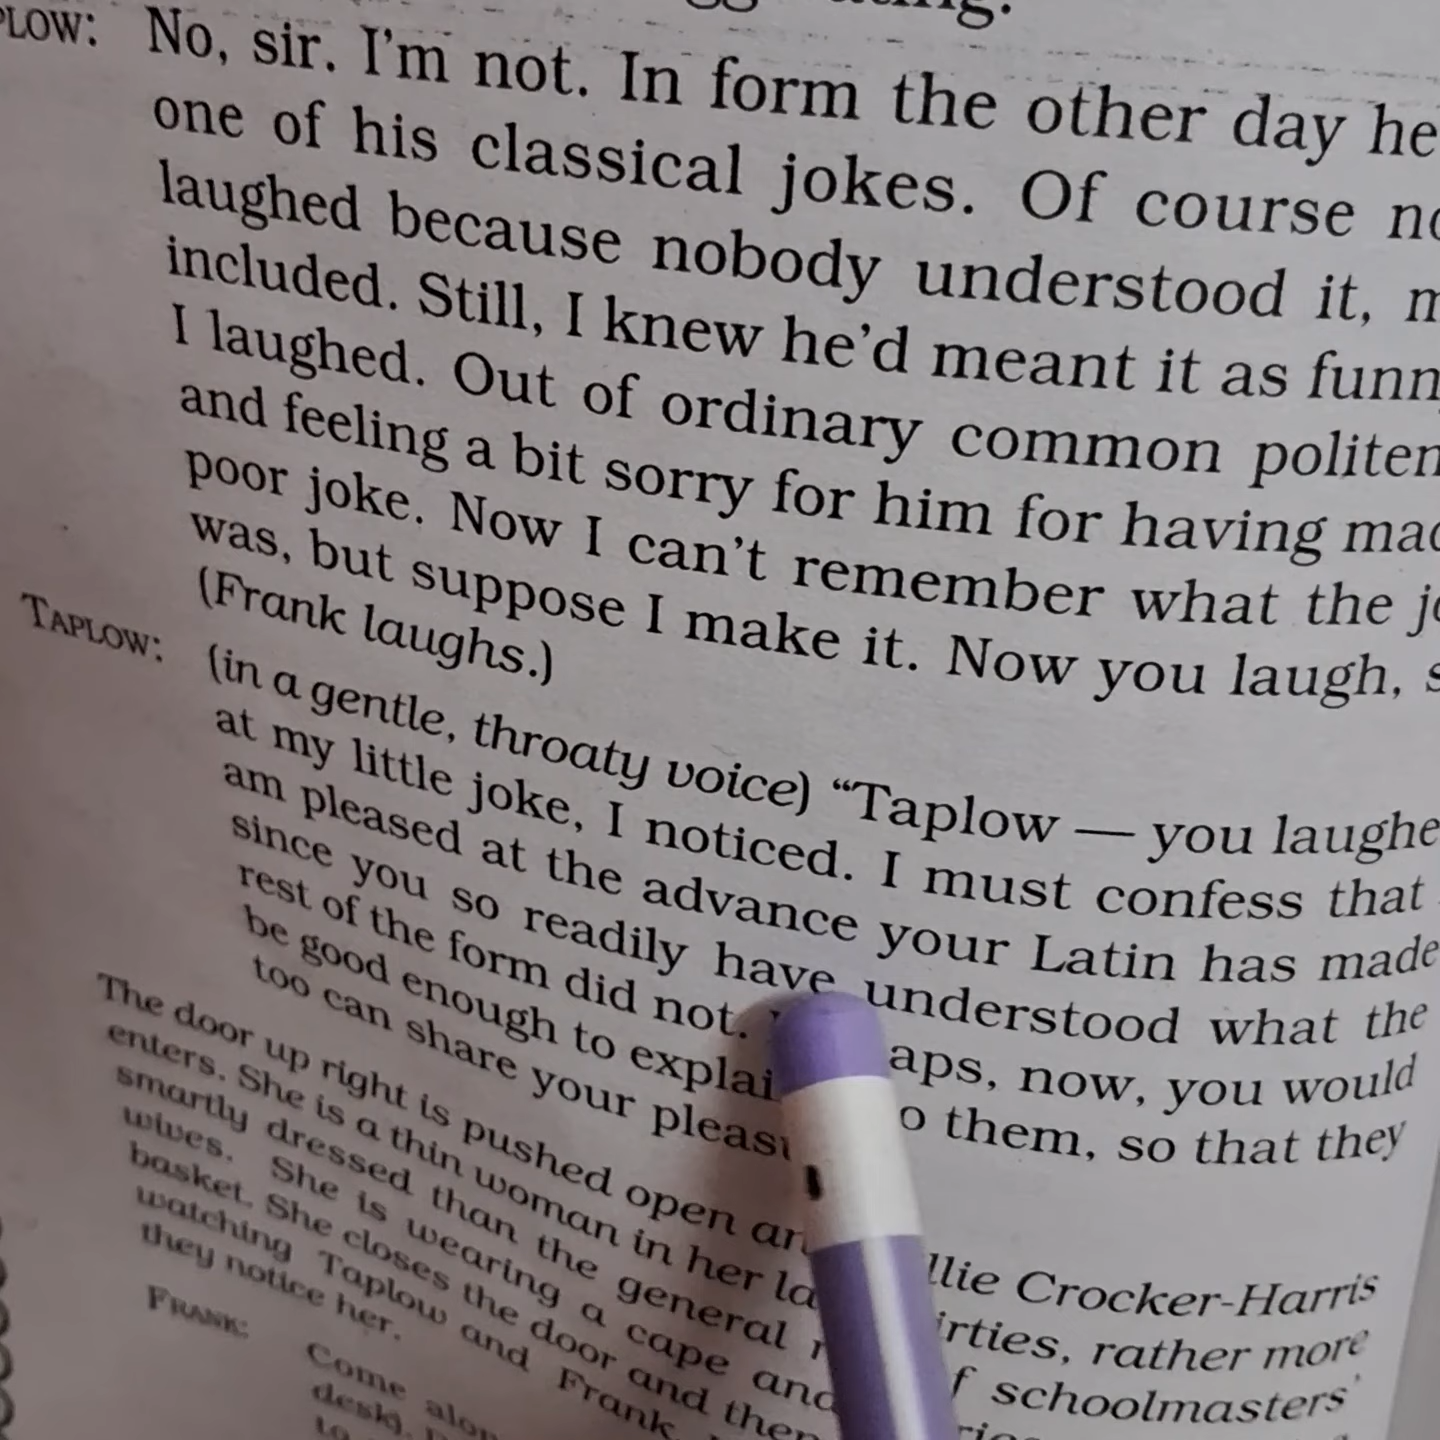 PLOW: No, sir. I'm not. In form the other day he
one of his classical jokes. Of course
laughed because nobody understood it,
included. Still, I knew he'd meant it as
I laughed. Out of ordinary common
and feeling a bit sorry for him for having
poor joke. Now I can't remember what the
was, but suppose I make it. Now you laugh,
(Frank laughs.)
TAPLOW: (in a gentle, throaty voice) “Taplow — you laughe
at my little joke, I noticed. I must confess that
am pleased at the advance your Latin has made
since you so readily have understood what the
rest of the form did not. aps, now, you would
be good enough to explai o them, so that they
too can share your pleasu
The door up right is pushed open an llie Crocker-Harris
enters. She is a thin woman in her la irties, rather more
smartly dressed than the general r f schoolmasters'
wives. She is wearing a cape and
basket. She closes the door and then
watching Taplow and Frank.
they notice her.
FRANK: Come alon
desk).
to